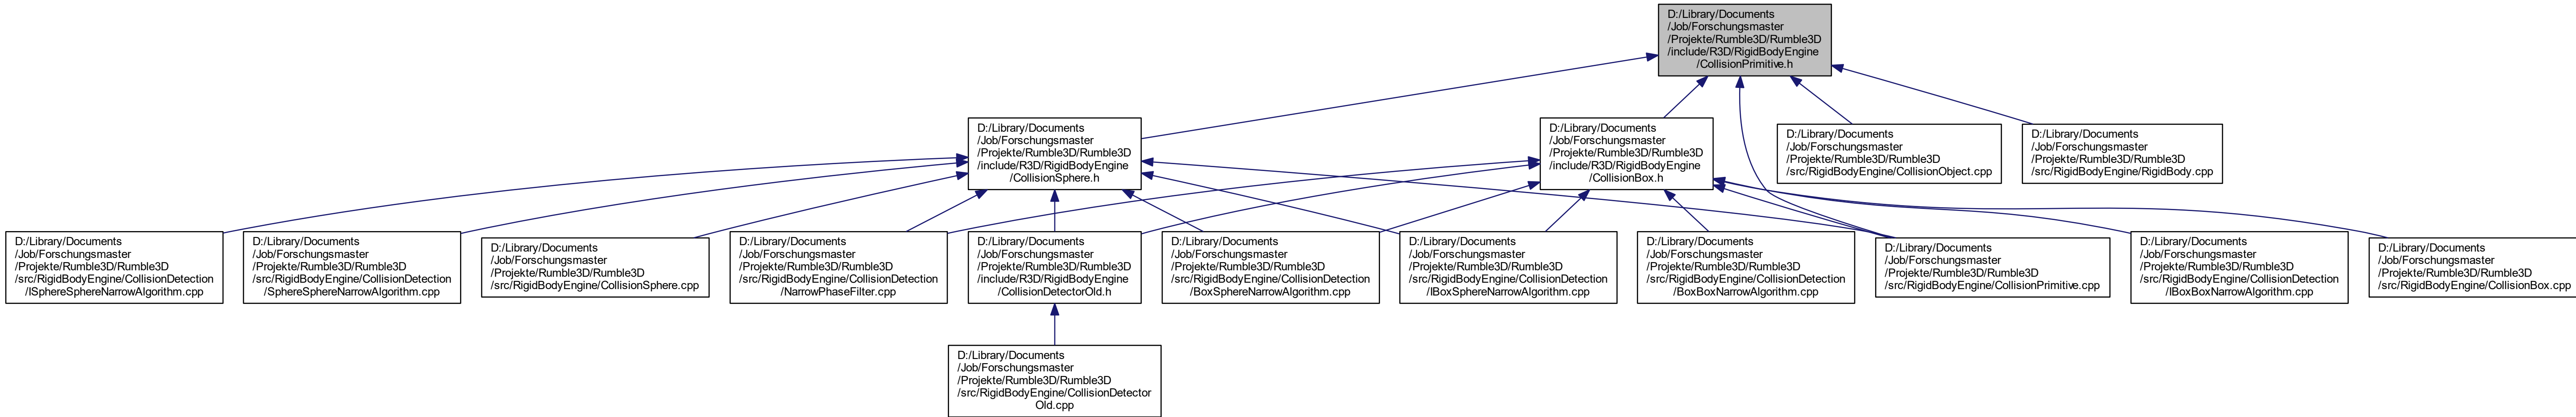 D:/Library/Documents
/Job/Forschungsmaster
/Projekte/Rumble3D/Rumble3D
/include/R3D/RigidBodyEngine
/CollisionPrimitive.h
D:/Library/Documents
/Job/Forschungsmaster
/Projekte/Rumble3D/Rumble3D
/include/R3D/RigidBodyEngine
/CollisionSphere.h
D:/Library/Documents
/Job/Forschungsmaster
/Projekte/Rumble3D/Rumble3D
/include/R3D/RigidBodyEngine
/CollisionBox.h
D:/Library/Documents
/Job/Forschungsmaster
/Projekte/Rumble3D/Rumble3D
/src/RigidBodyEngine/CollisionObject.cpp
D:/Library/Documents
/Job/Forschungsmaster
/Projekte/Rumble3D/Rumble3D
/src/RigidBodyEngine/RigidBody.cpp
D:/Library/Documents
/Job/Forschungsmaster
/Projekte/Rumble3D/Rumble3D
/src/RigidBodyEngine/CollisionDetection
/ISphereSphereNarrowAlgorithm.cpp
D:/Library/Documents
/Job/Forschungsmaster
/Projekte/Rumble3D/Rumble3D
/src/RigidBodyEngine/CollisionDetection
/SphereSphereNarrowAlgorithm.cpp
D:/Library/Documents
/Job/Forschungsmaster
/Projekte/Rumble3D/Rumble3D
/src/RigidBodyEngine/CollisionSphere.cpp
D:/Library/Documents
/Job/Forschungsmaster
/Projekte/Rumble3D/Rumble3D
/src/RigidBodyEngine/CollisionDetection
/NarrowPhaseFilter.cpp
D:/Library/Documents
/Job/Forschungsmaster
/Projekte/Rumble3D/Rumble3D
/include/R3D/RigidBodyEngine
/CollisionDetectorOld.h
D:/Library/Documents
/Job/Forschungsmaster
/Projekte/Rumble3D/Rumble3D
/src/RigidBodyEngine/CollisionDetection
/BoxSphereNarrowAlgorithm.cpp
D:/Library/Documents
/Job/Forschungsmaster
/Projekte/Rumble3D/Rumble3D
/src/RigidBodyEngine/CollisionDetection
/IBoxSphereNarrowAlgorithm.cpp
D:/Library/Documents
/Job/Forschungsmaster
/Projekte/Rumble3D/Rumble3D
/src/RigidBodyEngine/CollisionDetection
/BoxBoxNarrowAlgorithm.cpp
D:/Library/Documents
/Job/Forschungsmaster
/Projekte/Rumble3D/Rumble3D
/src/RigidBodyEngine/CollisionPrimitive.cpp
D:/Library/Documents
/Job/Forschungsmaster
/Projekte/Rumble3D/Rumble3D
/src/RigidBodyEngine/CollisionDetection
/IBoxBoxNarrowAlgorithm.cpp
D:/Library/Documents
/Job/Forschungsmaster
/Projekte/Rumble3D/Rumble3D
/src/RigidBodyEngine/CollisionBox.cpp
D:/Library/Documents
/Job/Forschungsmaster
/Projekte/Rumble3D/Rumble3D
/src/RigidBodyEngine/CollisionDetector
Old.cpp